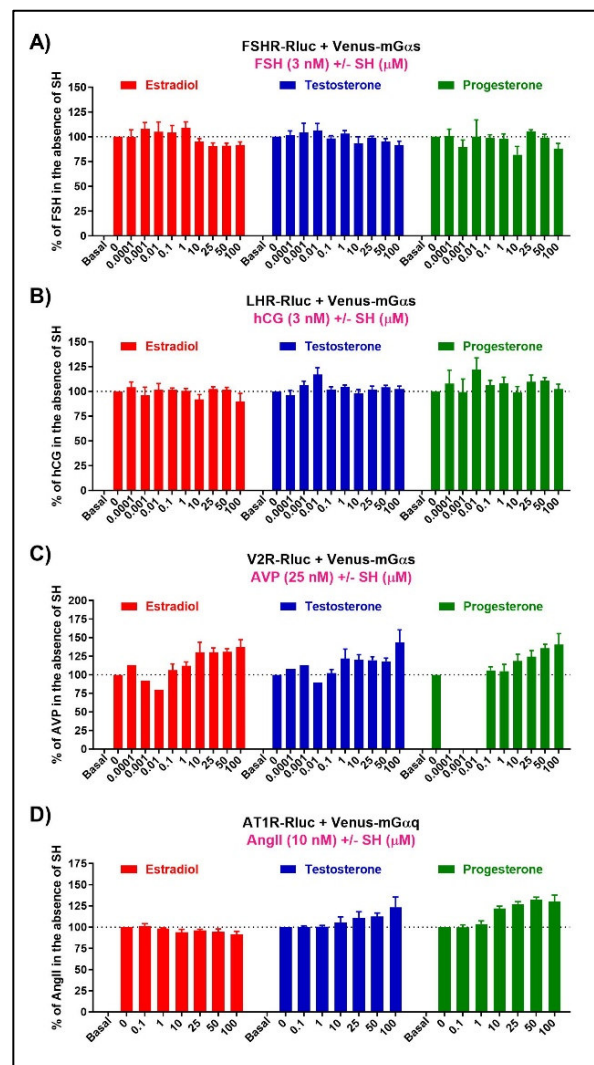 A)
FSHR-Rluc + Venus-mGαs
FSH (3 nM) +/- SH (µM)
% of FSH in the absence of SH
Estradiol Testosterone Progesterone
150
125
100
75
50
25
0
Basal 0 0.0001 0.001 0.01 0.1 1 10 25 50 100 Basal 0 0.0001 0.001 0.01 0.1 1 10 25 50 100 Basal 0 0.0001 0.001 0.01 0.1 1 10 25 50 100
B)
LHR-Rluc + Venus-mGαs
hCG (3 nM) +/- SH (µM)
% of hCG in the absence of SH
Estradiol Testosterone Progesterone
150
125
100
75
50
25
0
Basal 0 0.0001 0.001 0.01 0.1 1 10 25 50 100 Basal 0 0.0001 0.001 0.01 0.1 1 10 25 50 100 Basal 0 0.0001 0.001 0.01 0.1 1 10 25 50 100
C)
V2R-Rluc + Venus-mGαs
AVP (25 nM) +/- SH (µM)
% of AVP in the absence of SH
Estradiol Testosterone Progesterone
200
175
150
125
100
75
50
25
0
Basal 0 0.0001 0.001 0.01 0.1 1 10 25 50 100 Basal 0 0.0001 0.001 0.01 0.1 1 10 25 50 100 Basal 0 0.0001 0.001 0.01 0.1 1 10 25 50 100
D)
AT1R-Rluc + Venus-mGαq
AngII (10 nM) +/- SH (µM)
% of AngII in the absence of SH
Estradiol Testosterone Progesterone
175
150
125
100
75
50
25
0
Basal 0 0.1 1 10 25 50 100 Basal 0 0.1 1 10 25 50 100 Basal 0 0.1 1 10 25 50 100